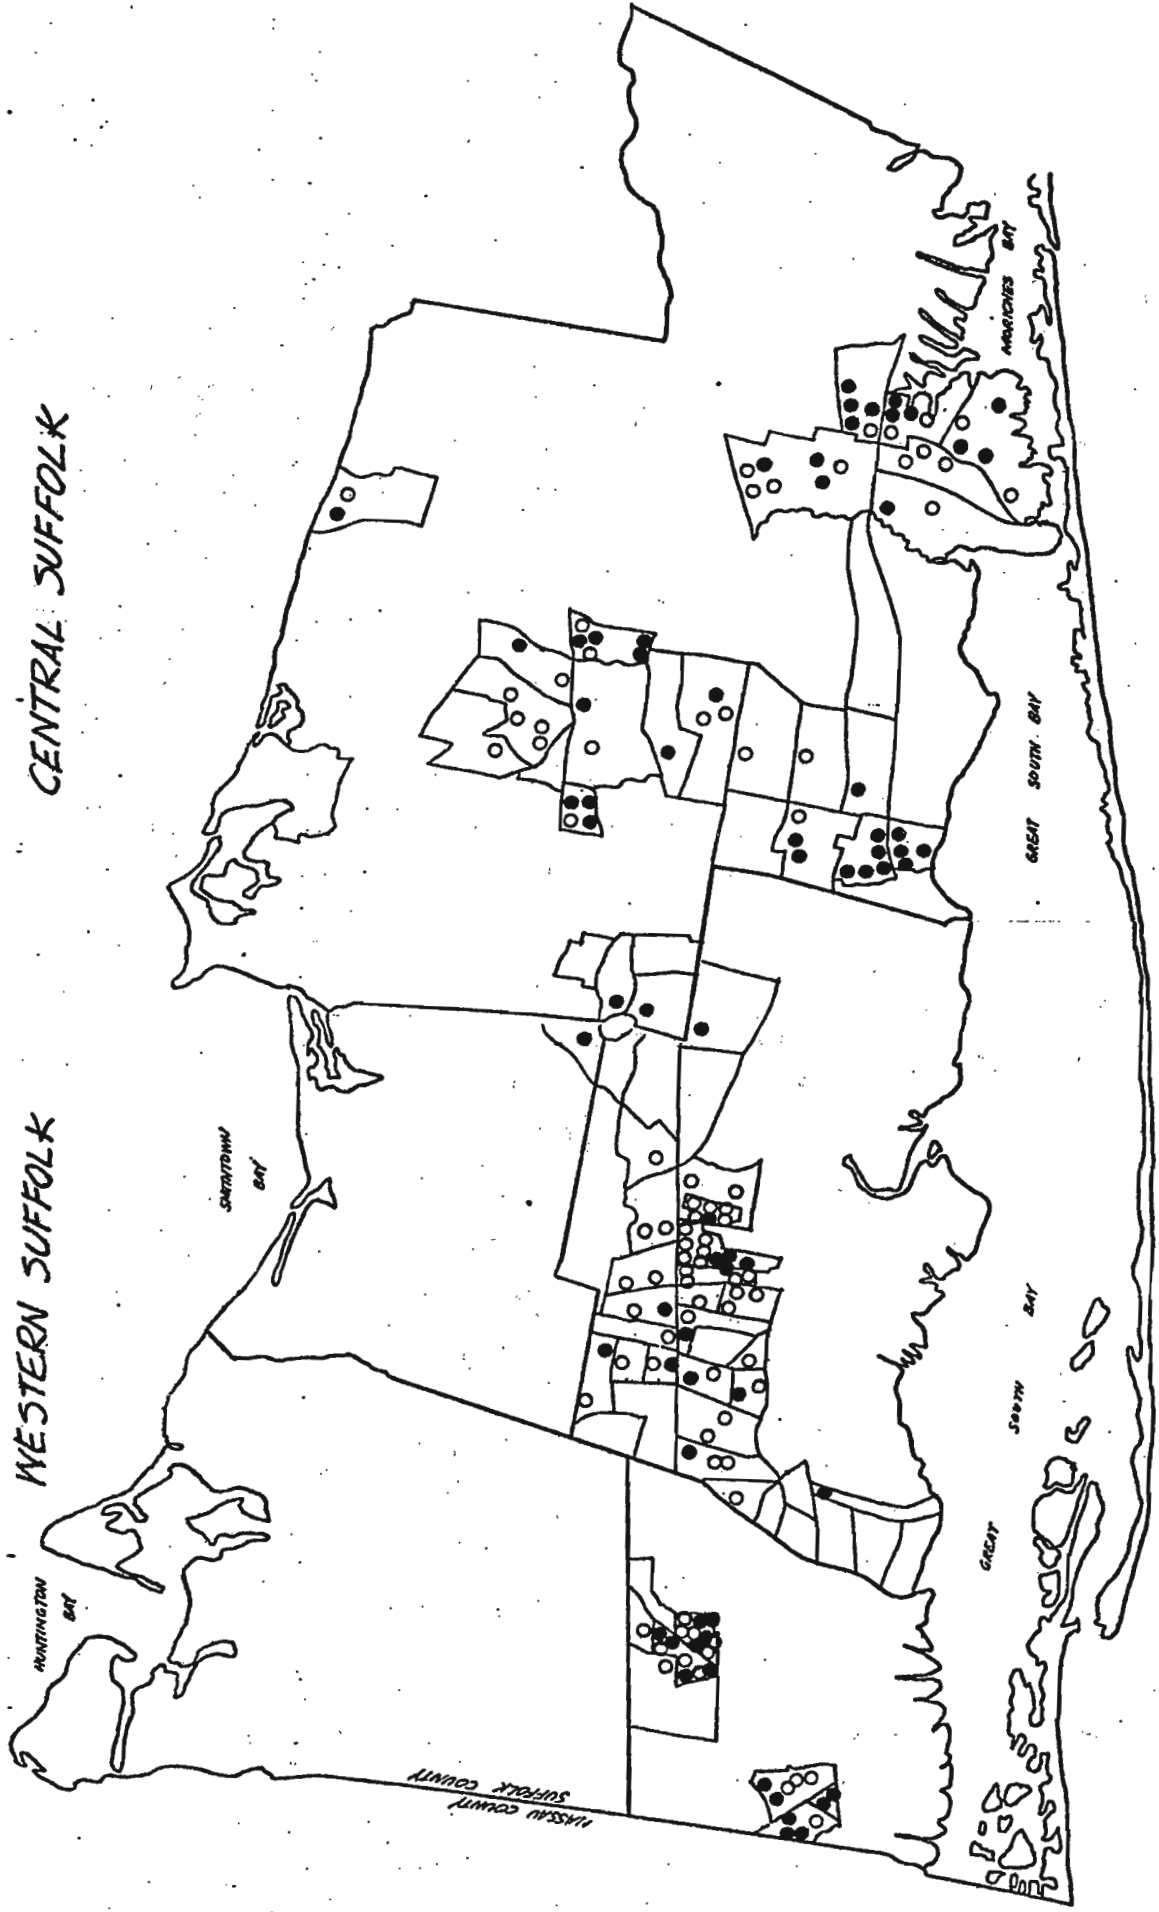 WESTERN SUFFOLK
CENTRAL SUFFOLK
HUNTINGTON
BAY
SMITHTOWN
BAY
NASSAU COUNTY
SUFFOLK COUNTY
GREAT
SOUTH
BAY
GREAT SOUTH BAY
MORICHES BAY